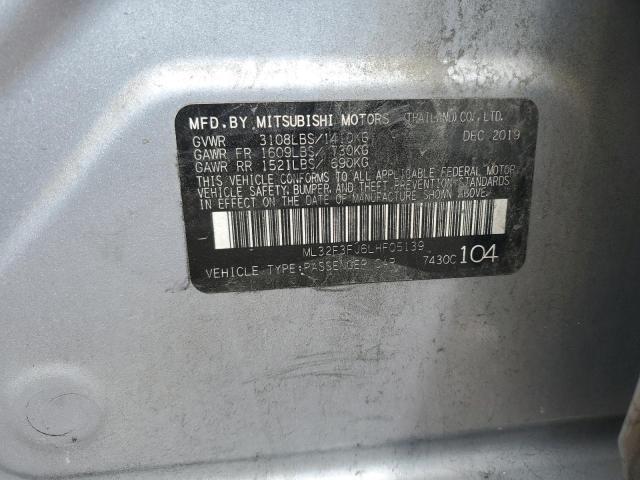 MFD.BY MITSUBISHI MOTORS (THAILAND) CO., LTD.
GVWR 3108LBS/1410KG DEC 2019
GAWR FR 1609LBS/ 730KG
GAWR RR 1521LBS/ 690KG
THIS VEHICLE CONFORMS TO ALL APPLICABLE FEDERAL MOTOR
VEHICLE SAFETY, BUMPER, AND THEFT PREVENTION STANDARDS
IN EFFECT ON THE DATE OF MANUFACTURE SHOWN ABOVE.
ML32F3FJ6LHF05139
VEHICLE TYPE:PASSENGER CAR 7430C 104